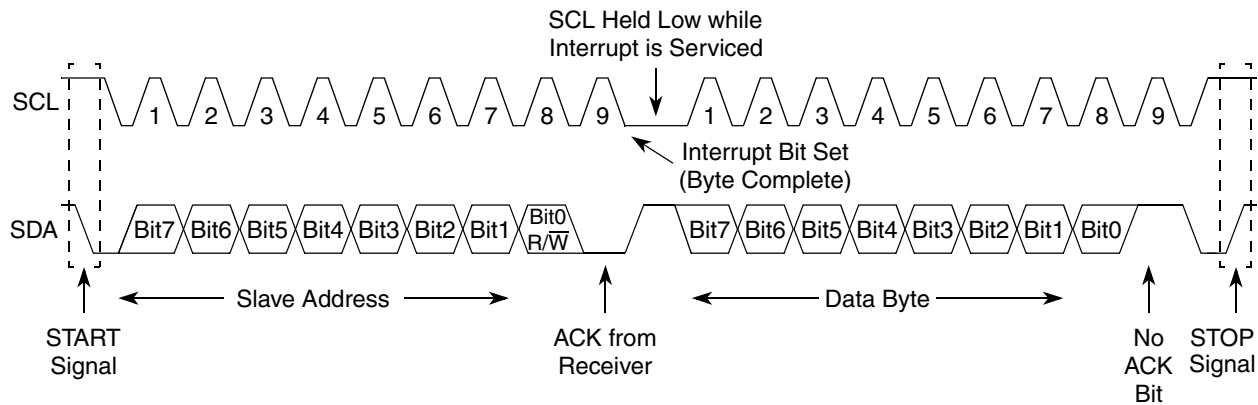 SCL Held Low while
Interrupt is Serviced
SCL
1 2 3 4 5 6 7 8 9 1 2 3 4 5 6 7 8 9
Interrupt Bit Set
(Byte Complete)
SDA
Bit7 Bit6 Bit5 Bit4 Bit3 Bit2 Bit1 Bit0 Bit7 Bit6 Bit5 Bit4 Bit3 Bit2 Bit1 Bit0
R/W̅
Slave Address
Data Byte
START
Signal
ACK from
Receiver
No
ACK
Bit
STOP
Signal